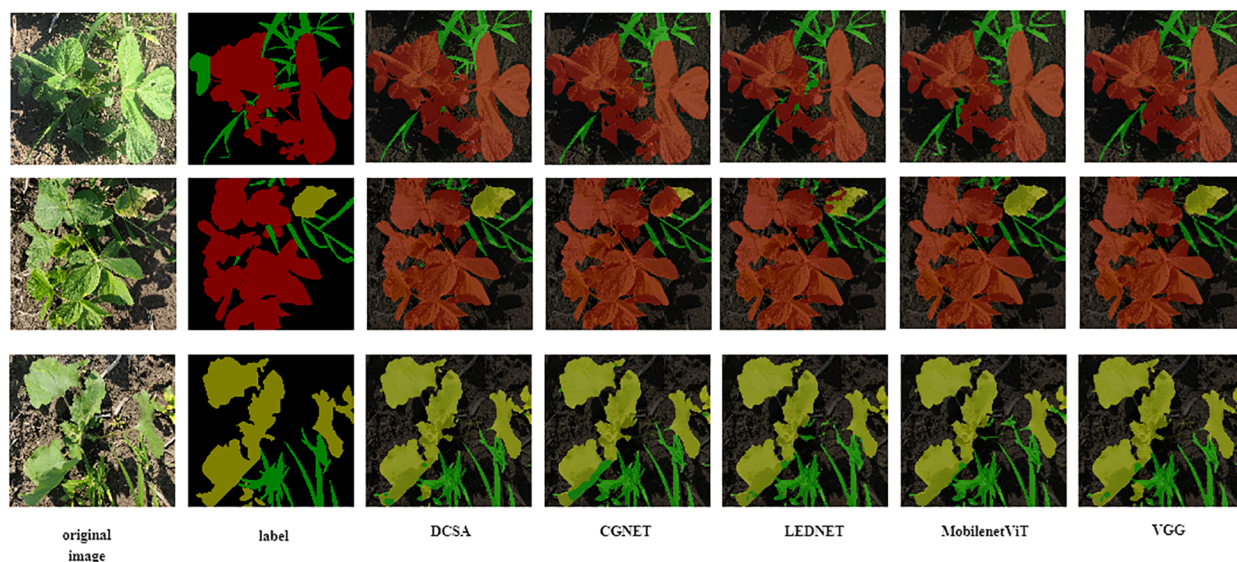 original
image
label
DCSA
CGNET
LEDNET
MobilenetViT
VGG